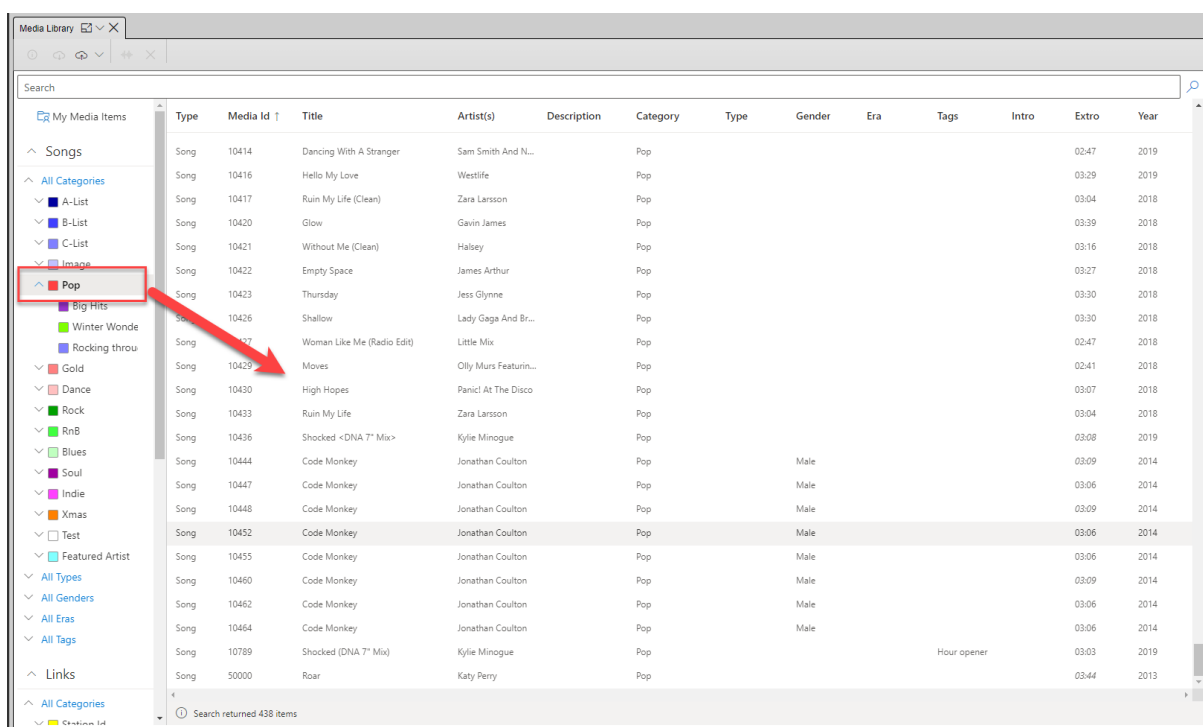 Media Library
Search
My Media Items
Songs
All Categories
A-List
B-List
C-List
Image
Pop
Big Hits
Winter Wonde
Rocking throu
Gold
Dance
Rock
RnB
Blues
Soul
Indie
Xmas
Test
Featured Artist
All Types
All Genders
All Eras
All Tags
Links
All Categories
Station Id
Type Media Id ↑ Title Artist(s) Description Category Type Gender Era Tags Intro Extro Year
Song 10414 Dancing With A Stranger Sam Smith And N... Pop 02:47 2019
Song 10416 Hello My Love Westlife Pop 03:29 2019
Song 10417 Ruin My Life (Clean) Zara Larsson Pop 03:04 2018
Song 10420 Glow Gavin James Pop 03:39 2018
Song 10421 Without Me (Clean) Halsey Pop 03:16 2018
Song 10422 Empty Space James Arthur Pop 03:27 2018
Song 10423 Thursday Jess Glynne Pop 03:30 2018
10426 Shallow Lady Gaga And Br... Pop 03:30 2018
Song Woman Like Me (Radio Edit) Little Mix Pop 02:47 2018
Song 10429 Moves Olly Murs Featurin... Pop 02:41 2018
Song 10430 High Hopes Panic! At The Disco Pop 03:07 2018
Song 10433 Ruin My Life Zara Larsson Pop 03:04 2018
Song 10436 Shocked <DNA 7" Mix> Kylie Minogue Pop 03:08 2019
Song 10444 Code Monkey Jonathan Coulton Pop Male 03:09 2014
Song 10447 Code Monkey Jonathan Coulton Pop Male 03:06 2014
Song 10448 Code Monkey Jonathan Coulton Pop Male 03:09 2014
Song 10452 Code Monkey Jonathan Coulton Pop Male 03:06 2014
Song 10455 Code Monkey Jonathan Coulton Pop Male 03:06 2014
Song 10460 Code Monkey Jonathan Coulton Pop Male 03:09 2014
Song 10462 Code Monkey Jonathan Coulton Pop Male 03:06 2014
Song 10464 Code Monkey Jonathan Coulton Pop Male 03:06 2014
Song 10789 Shocked (DNA 7" Mix) Kylie Minogue Pop Hour opener 03:03 2019
Song 50000 Roar Katy Perry Pop 03:44 2013
Search returned 438 items